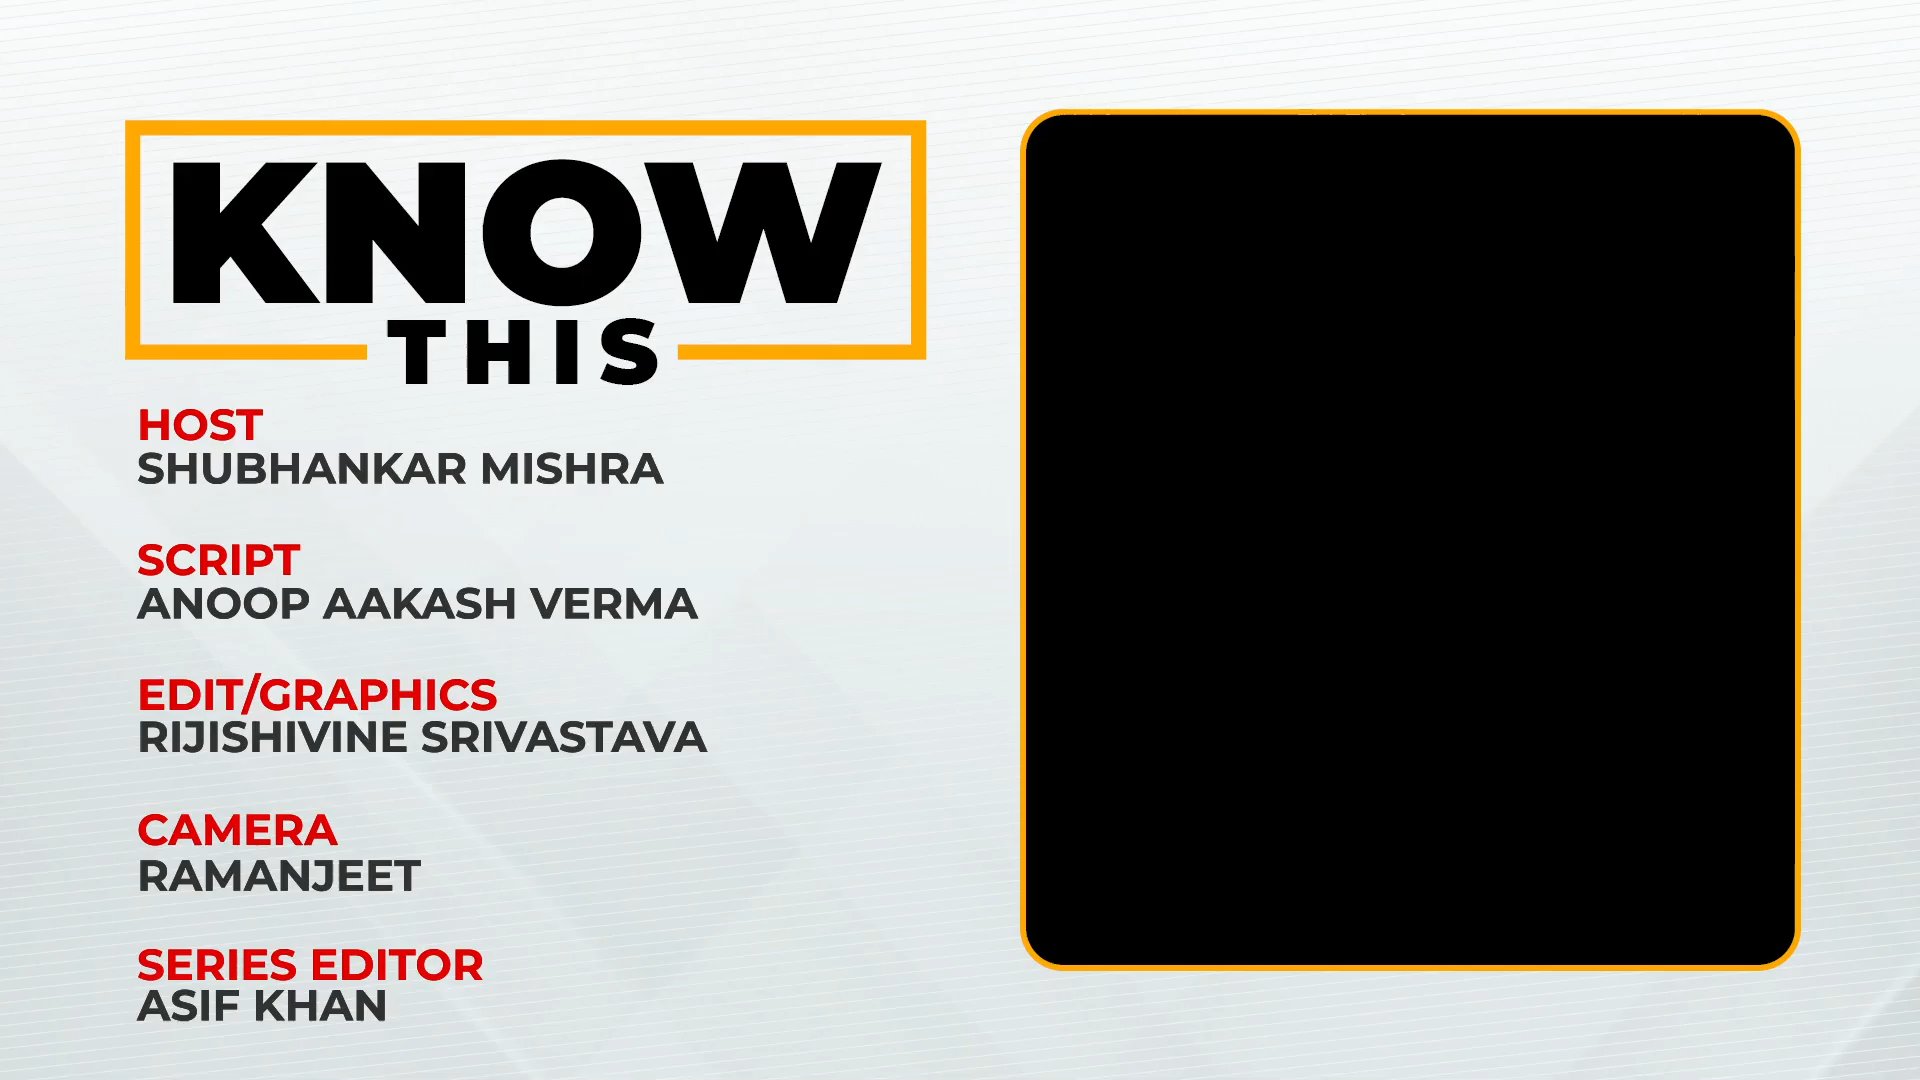 KNOW
THIS
HOST
SHUBHANKAR MISHRA
SCRIPT
ANOOP AAKASH VERMA
EDIT/GRAPHICS
RIJISHIVINE SRIVASTAVA
CAMERA
RAMANJEET
SERIES EDITOR
ASIF KHAN